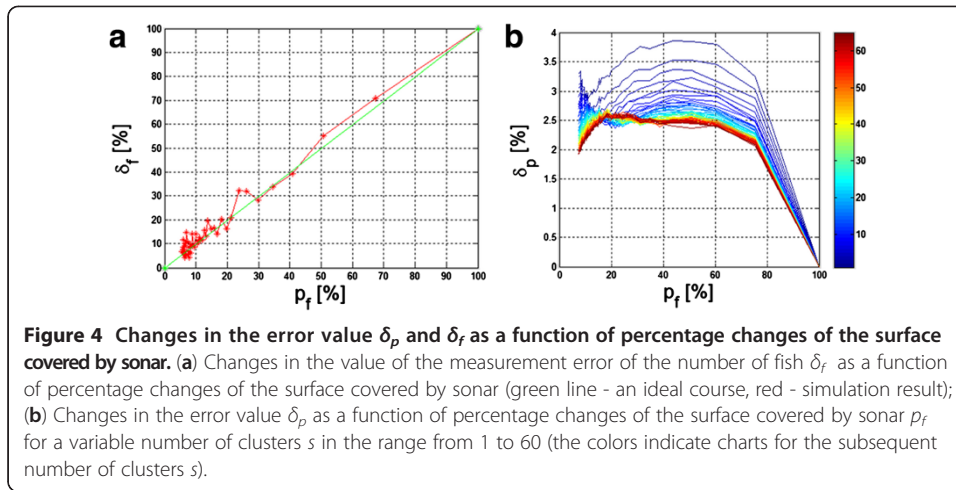 a
b
100
90
80
70
60
50
40
30
20
10
0
δf [%]
0 10 20 30 40 50 60 70 80 90 100
pf [%]
4
3.5
3
2.5
2
1.5
1
0.5
0
δp [%]
0 20 40 60 80 100
pf [%]
60
50
40
30
20
10
Figure 4 Changes in the error value δp and δf as a function of percentage changes of the surface
covered by sonar. (a) Changes in the value of the measurement error of the number of fish δf as a function
of percentage changes of the surface covered by sonar (green line - an ideal course, red - simulation result);
(b) Changes in the error value δp as a function of percentage changes of the surface covered by sonar pf
for a variable number of clusters s in the range from 1 to 60 (the colors indicate charts for the subsequent
number of clusters s).